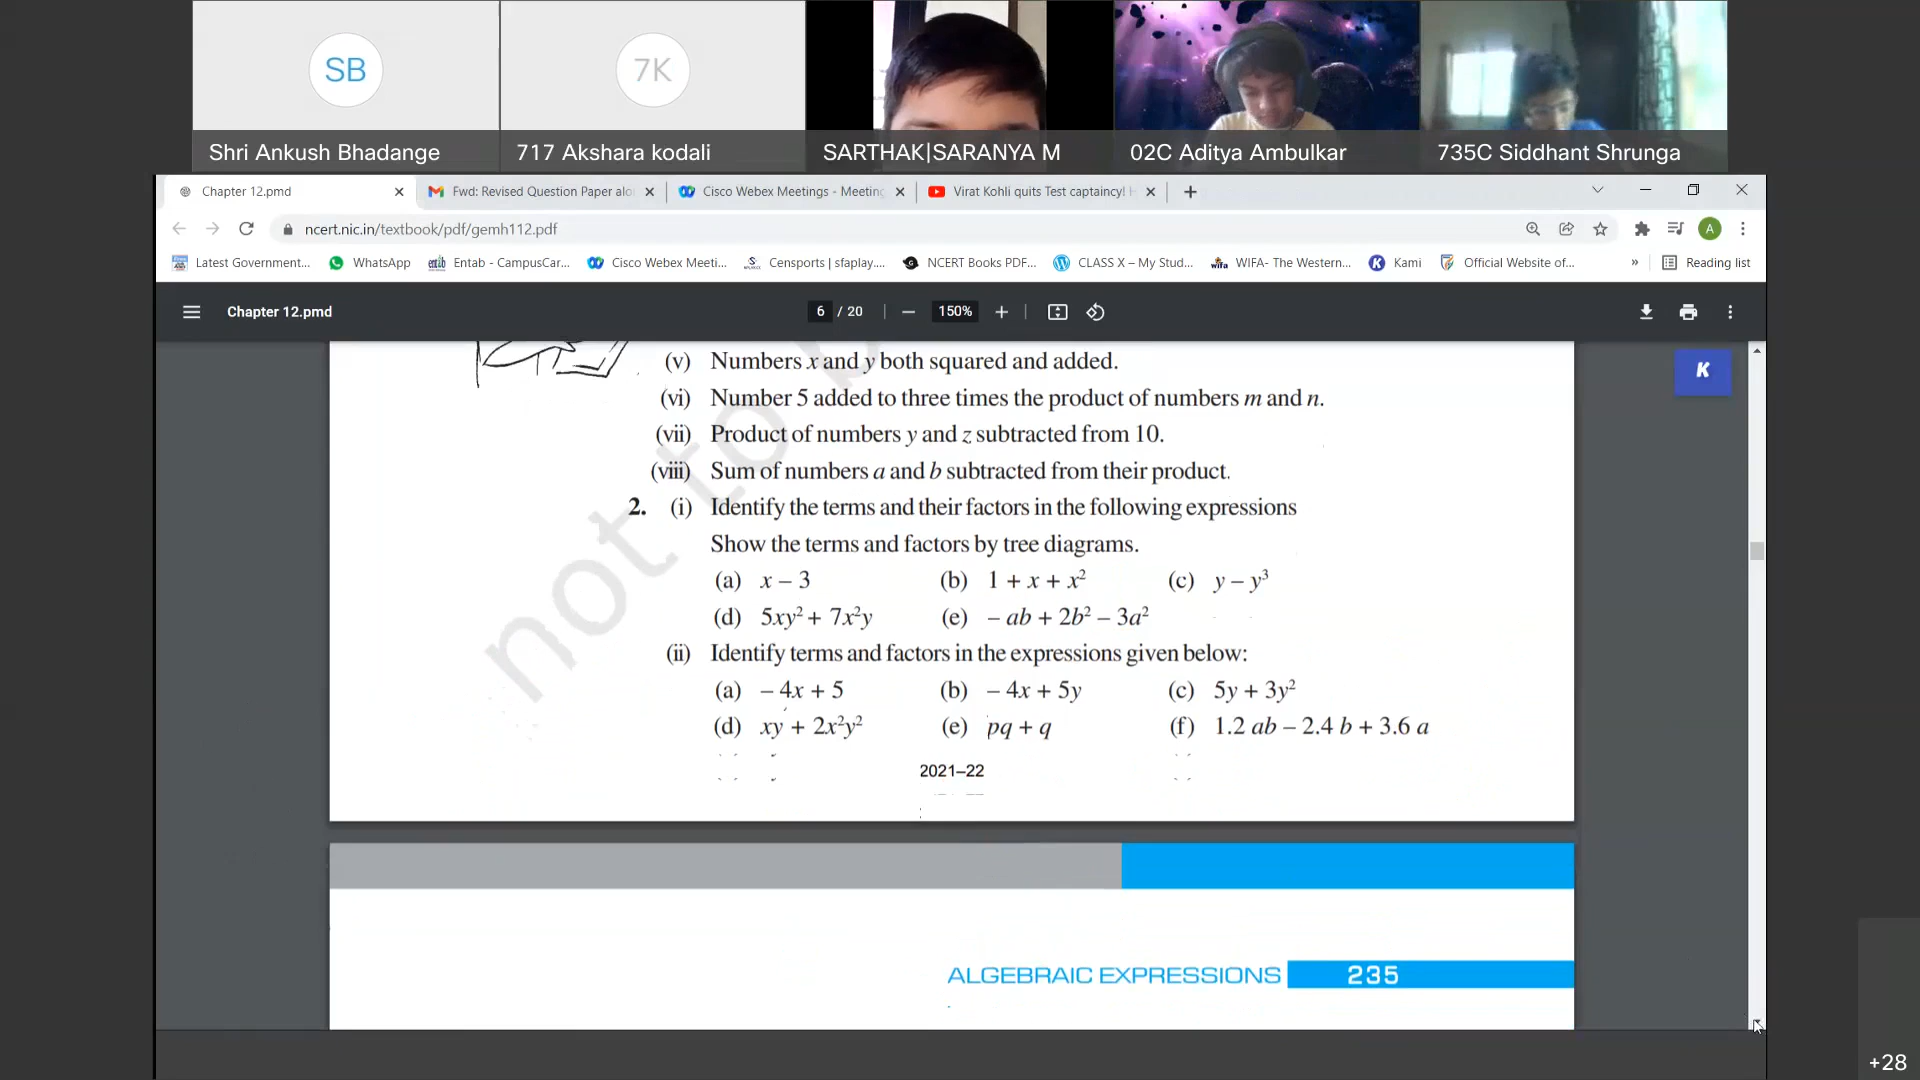 SB
7K
Shri Ankush Bhadange
717 Akshara kodali
SARTHAK|SARANYA M
02C Aditya Ambulkar
735C Siddhant Shrunga
Chapter 12.pmd
Fwd: Revised Question Paper alo
Cisco Webex Meetings - Meeting
Virat Kohli quits Test captaincy!
ncert.nic.in/textbook/pdf/gemh112.pdf
A
Latest Government...
WhatsApp
Entab - CampusCar...
Cisco Webex Meeti...
Censports | sfaplay....
NCERT Books PDF...
CLASS X – My Stud...
WIFA- The Western...
Kami
Official Website of...
»
Reading list
Chapter 12.pmd
6 / 20
150%
K
(v) Numbers x and y both squared and added.
(vi) Number 5 added to three times the product of numbers m and n.
(vii) Product of numbers y and z subtracted from 10.
(viii) Sum of numbers a and b subtracted from their product.
2. (i) Identify the terms and their factors in the following expressions
Show the terms and factors by tree diagrams.
(a) x – 3 (b) 1 + x + x² (c) y – y³
(d) 5xy² + 7x²y (e) – ab + 2b² – 3a²
(ii) Identify terms and factors in the expressions given below:
(a) – 4x + 5 (b) – 4x + 5y (c) 5y + 3y²
(d) xy + 2x²y² (e) pq + q (f) 1.2 ab – 2.4 b + 3.6 a
not to b
2021–22
ALGEBRAIC EXPRESSIONS 235
+28